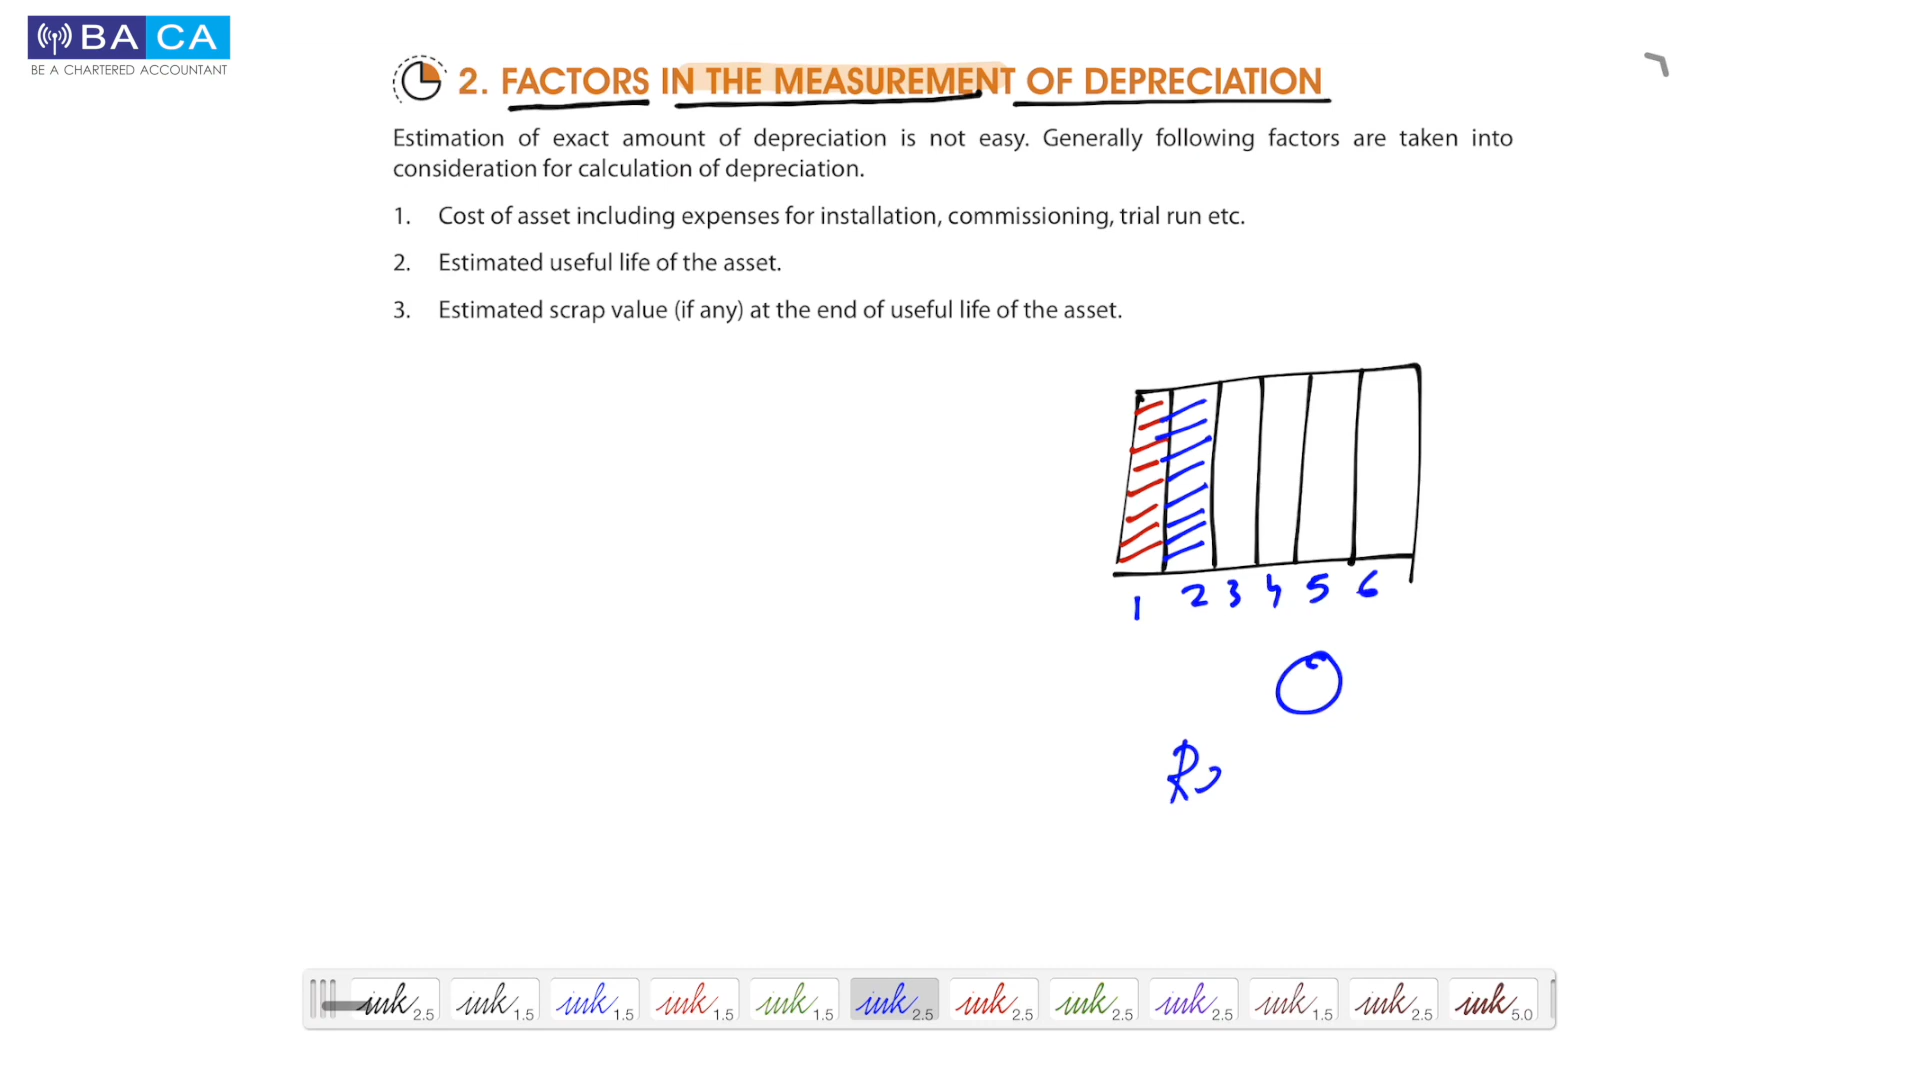 BA CA
BE A CHARTERED ACCOUNTANT
2. FACTORS IN THE MEASUREMENT OF DEPRECIATION
Estimation of exact amount of depreciation is not easy. Generally following factors are taken into
consideration for calculation of depreciation.
1. Cost of asset including expenses for installation, commissioning, trial run etc.
2. Estimated useful life of the asset.
3. Estimated scrap value (if any) at the end of useful life of the asset.
1 2 3 4 5 6
ink 2.5 ink 1.5 ink 1.5 ink 1.5 ink 1.5 ink 2.5 ink 2.5 ink 2.5 ink 2.5 ink 1.5 ink 2.5 ink 5.0